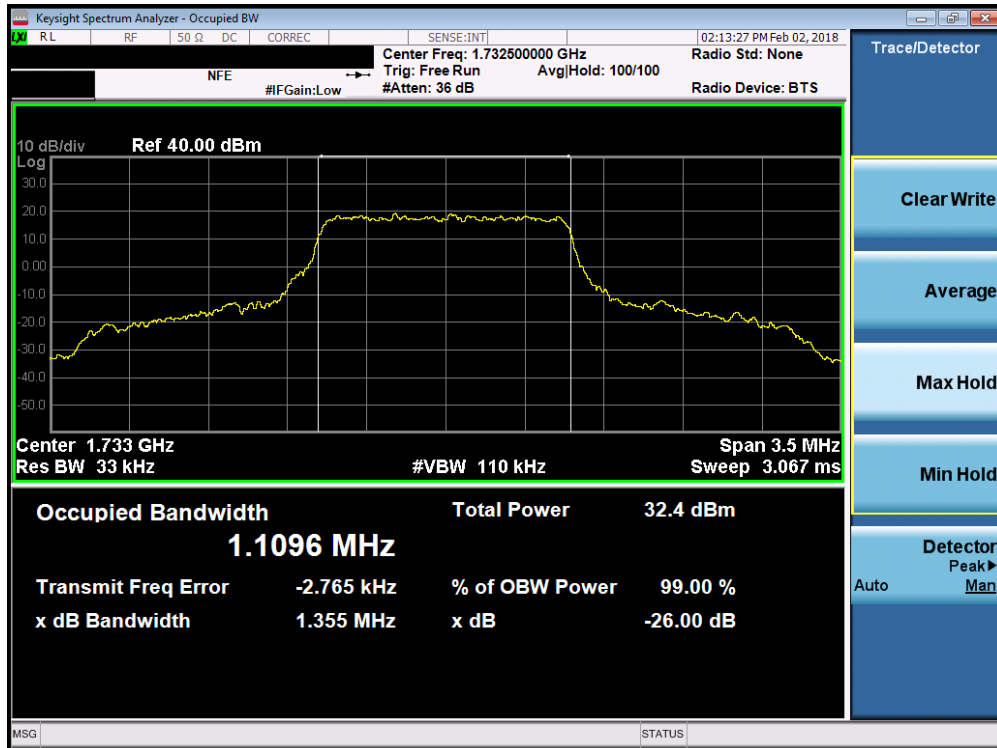 Keysight Spectrum Analyzer - Occupied BW
LXI RL RF 50 Ω DC CORREC SENSE:INT 02:13:27 PM Feb 02, 2018
Center Freq: 1.732500000 GHz Radio Std: None
NFE Trig: Free Run Avg|Hold: 100/100
#IFGain:Low #Atten: 36 dB Radio Device: BTS
Trace/Detector
10 dB/div Ref 40.00 dBm
Log
30.0
20.0
10.0
0.00
-10.0
-20.0
-30.0
-40.0
-50.0
Center 1.733 GHz Span 3.5 MHz
Res BW 33 kHz #VBW 110 kHz Sweep 3.067 ms
Occupied Bandwidth Total Power 32.4 dBm
1.1096 MHz
Transmit Freq Error -2.765 kHz % of OBW Power 99.00 %
x dB Bandwidth 1.355 MHz x dB -26.00 dB
Clear Write
Average
Max Hold
Min Hold
Detector
Peak▶
Auto Man
MSG STATUS